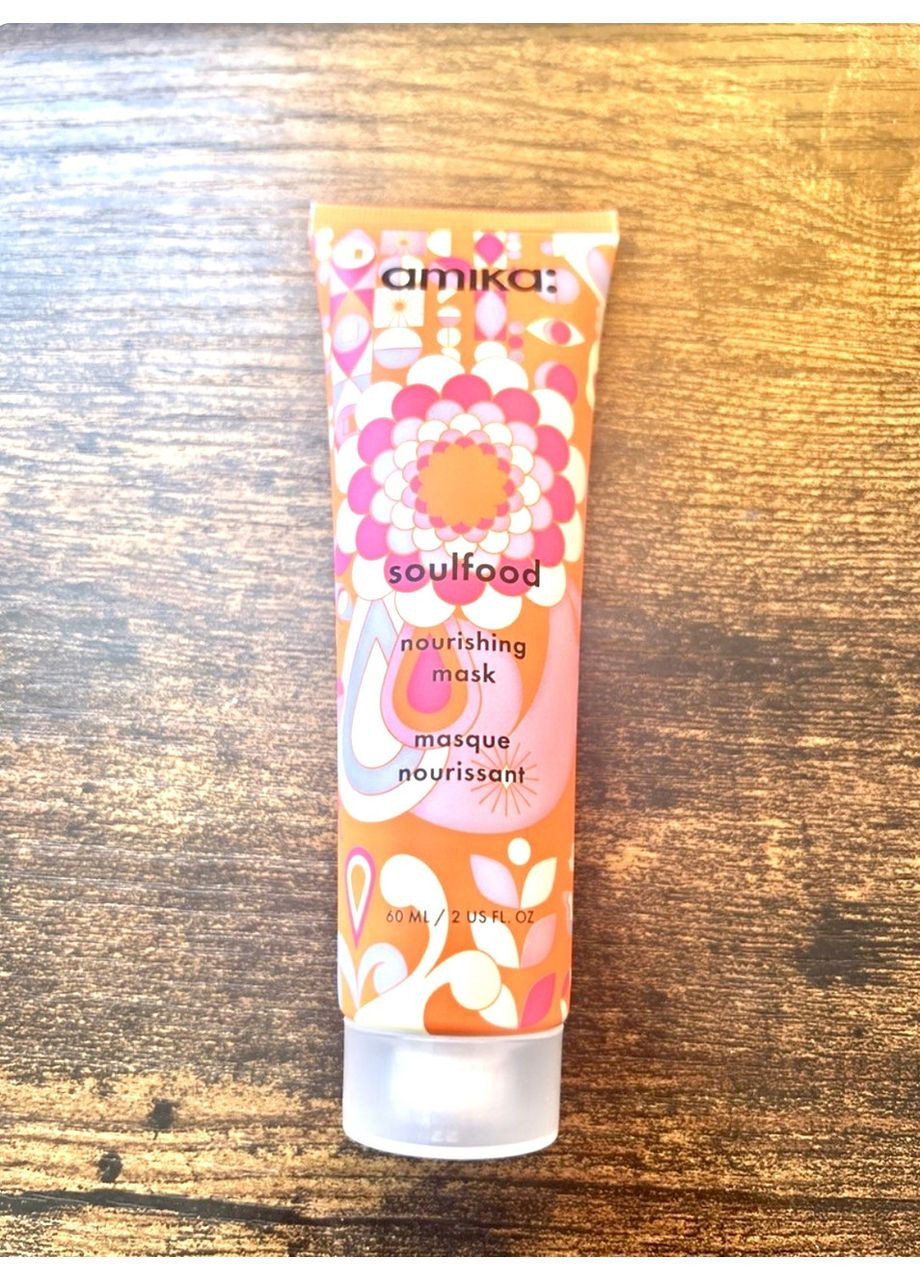 amika:
soulfood
nourishing
mask
masque
nourissant
60 ML / 2 US FL. OZ